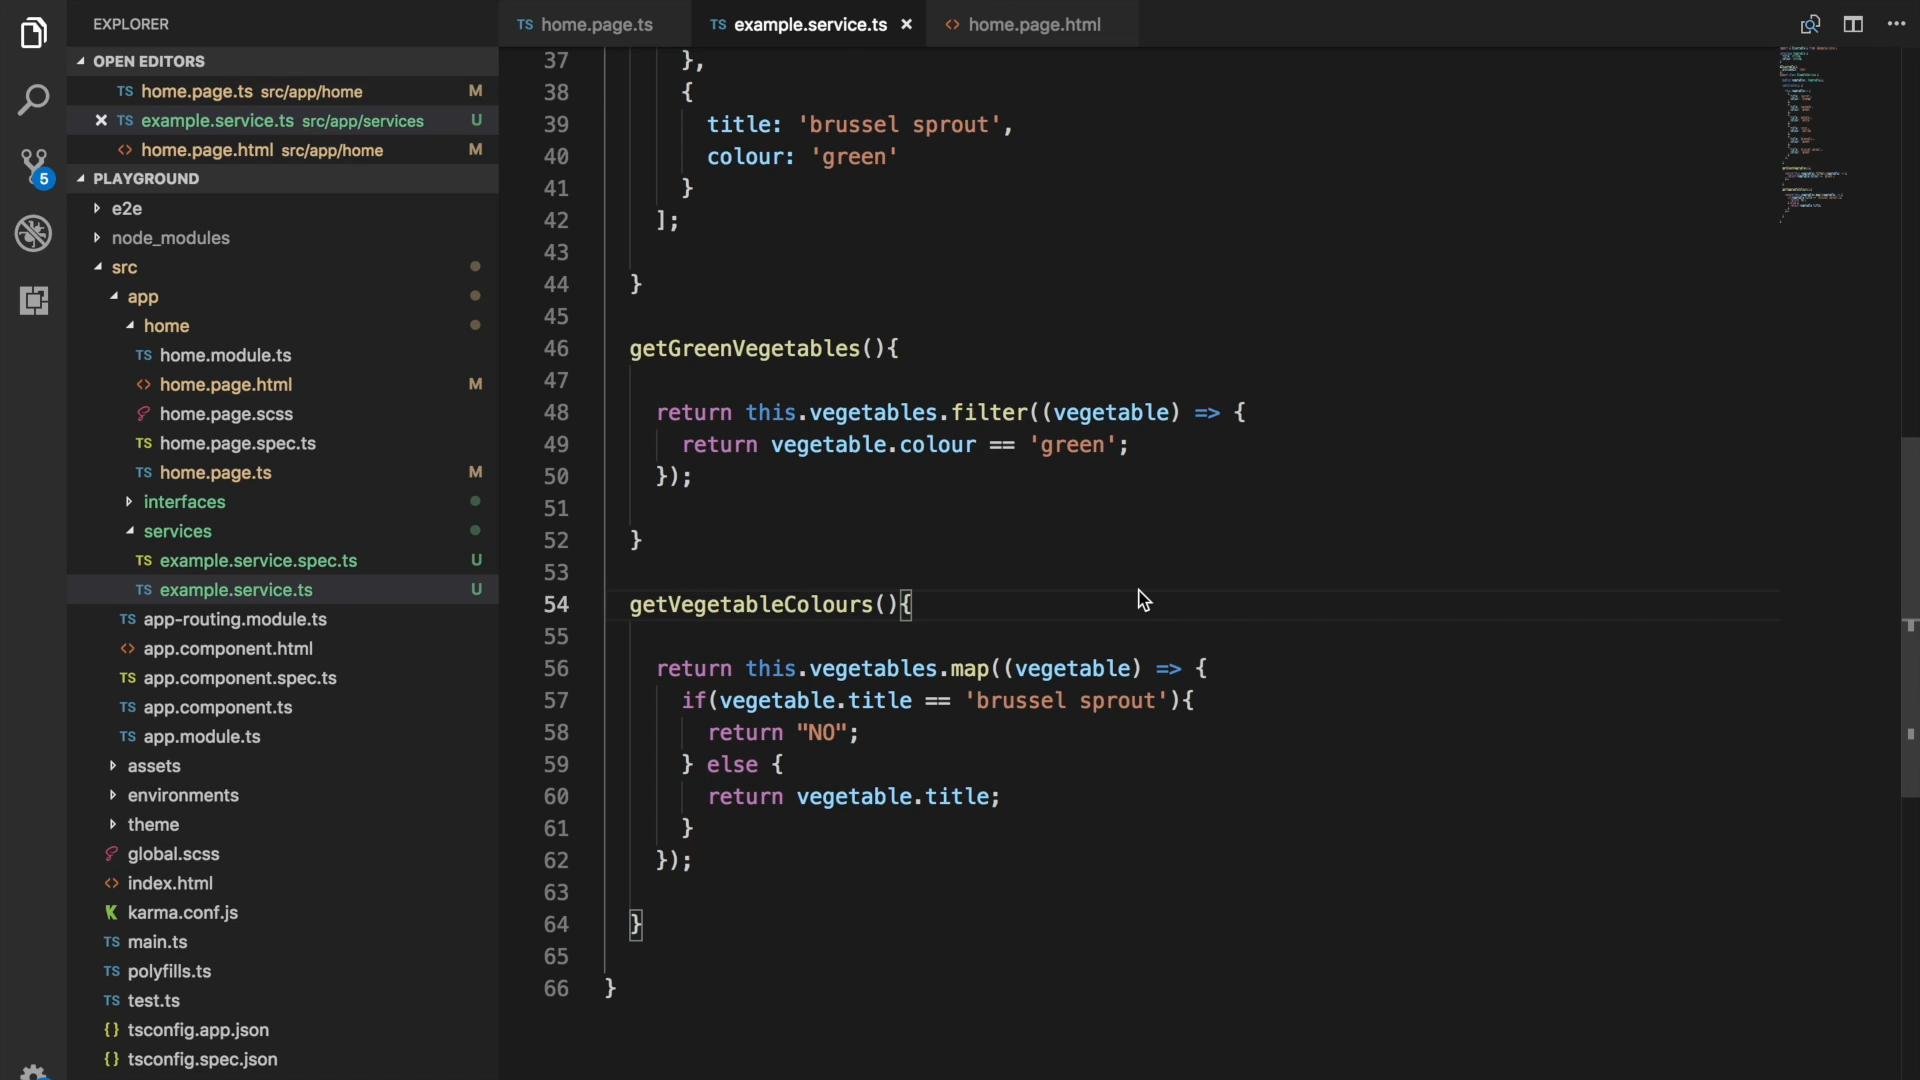 EXPLORER
OPEN EDITORS
TS home.page.ts src/app/home M
TS example.service.ts src/app/services U
<> home.page.html src/app/home M
PLAYGROUND
e2e
node_modules
src
app
home
TS home.module.ts
<> home.page.html M
home.page.scss
TS home.page.spec.ts
TS home.page.ts M
interfaces
services
TS example.service.spec.ts U
TS example.service.ts U
TS app-routing.module.ts
<> app.component.html
TS app.component.spec.ts
TS app.component.ts
TS app.module.ts
assets
environments
theme
global.scss
<> index.html
K karma.conf.js
TS main.ts
TS polyfills.ts
TS test.ts
{} tsconfig.app.json
{} tsconfig.spec.json
5
TS home.page.ts
TS example.service.ts
<> home.page.html
37 },
38 {
39 title: 'brussel sprout',
40 colour: 'green'
41 }
42 ];
43
44 }
45
46 getGreenVegetables(){
47
48 return this.vegetables.filter((vegetable) => {
49 return vegetable.colour == 'green';
50 });
51
52 }
53
54 getVegetableColours(){
55
56 return this.vegetables.map((vegetable) => {
57 if(vegetable.title == 'brussel sprout'){
58 return "NO";
59 } else {
60 return vegetable.title;
61 }
62 });
63
64 }
65
66 }